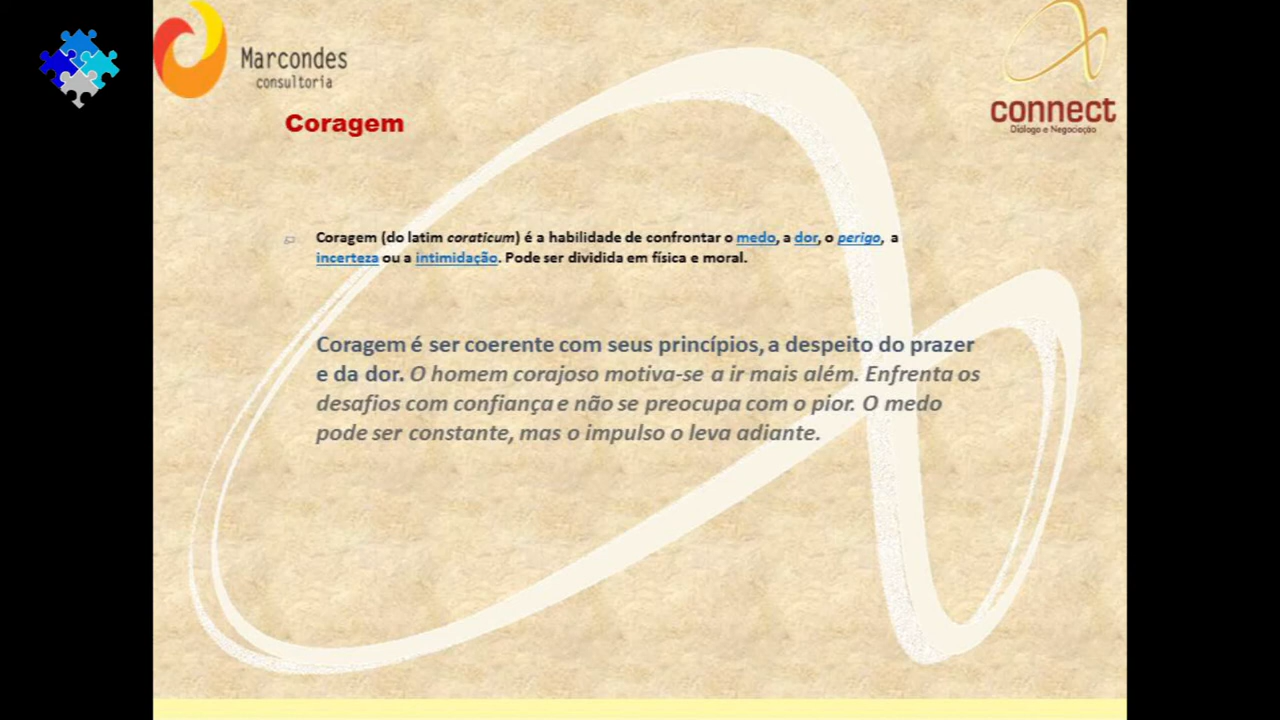 Marcondes
consultoria
connect
Diálogo e Negociação
Coragem
Coragem (do latim coraticum) é a habilidade de confrontar o medo, a dor, o perigo, a
incerteza ou a intimidação. Pode ser dividida em física e moral.
Coragem é ser coerente com seus princípios, a despeito do prazer
e da dor. O homem corajoso motiva-se a ir mais além. Enfrenta os
desafios com confiança e não se preocupa com o pior. O medo
pode ser constante, mas o impulso o leva adiante.